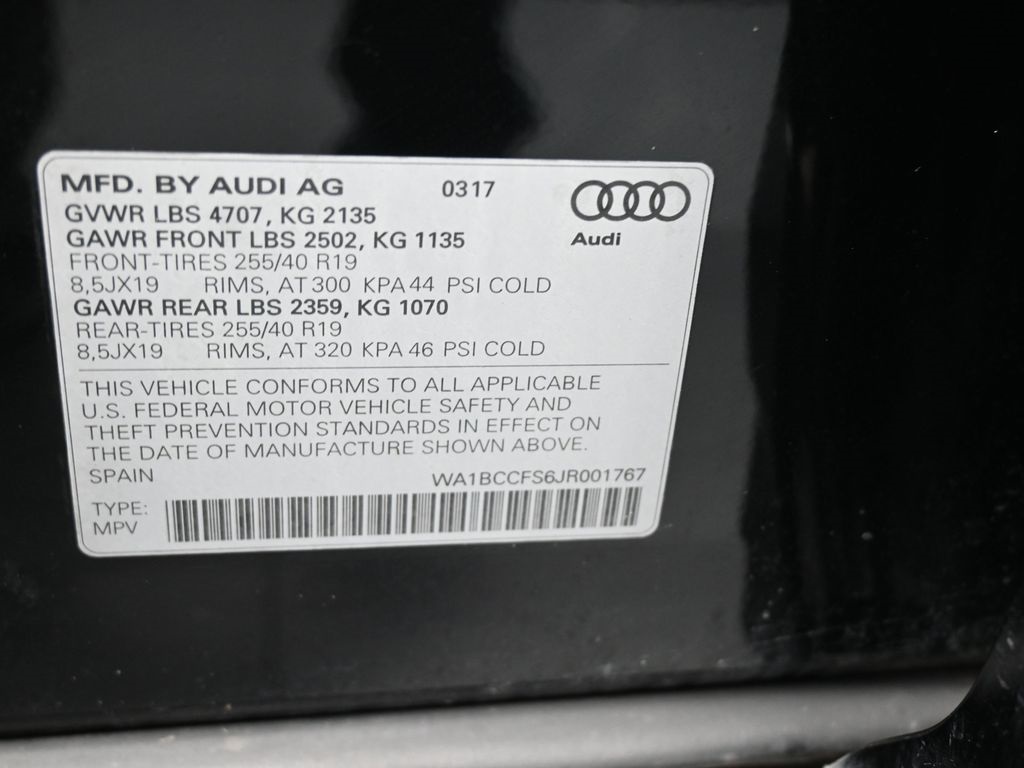 MFD. BY AUDI AG 0317
GVWR LBS 4707, KG 2135
GAWR FRONT LBS 2502, KG 1135
Audi
FRONT-TIRES 255/40 R19
8,5JX19 RIMS, AT 300 KPA 44 PSI COLD
GAWR REAR LBS 2359, KG 1070
REAR-TIRES 255/40 R19
8,5JX19 RIMS, AT 320 KPA 46 PSI COLD
THIS VEHICLE CONFORMS TO ALL APPLICABLE
U.S. FEDERAL MOTOR VEHICLE SAFETY AND
THEFT PREVENTION STANDARDS IN EFFECT ON
THE DATE OF MANUFACTURE SHOWN ABOVE.
SPAIN WA1BCCFS6JR001767
TYPE:
MPV